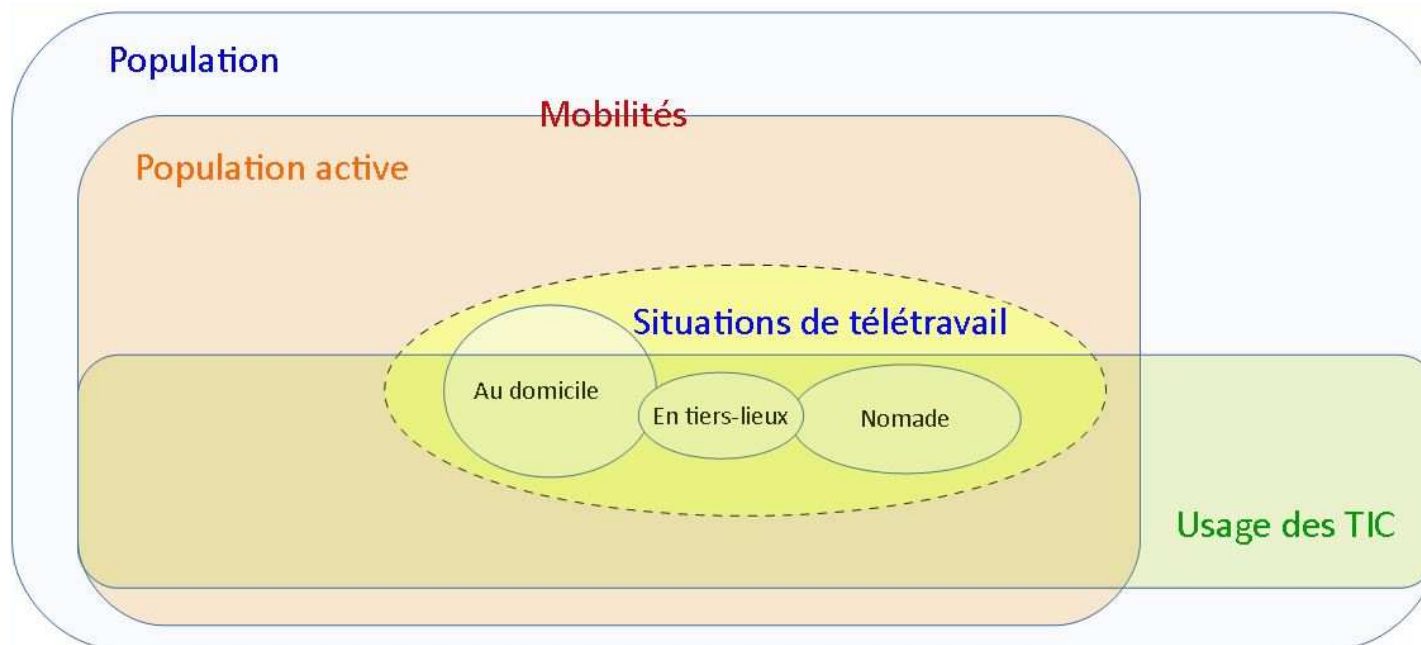 Population
Mobilités
Population active
Situations de télétravail
Au domicile
En tiers-lieux
Nomade
Usage des TIC